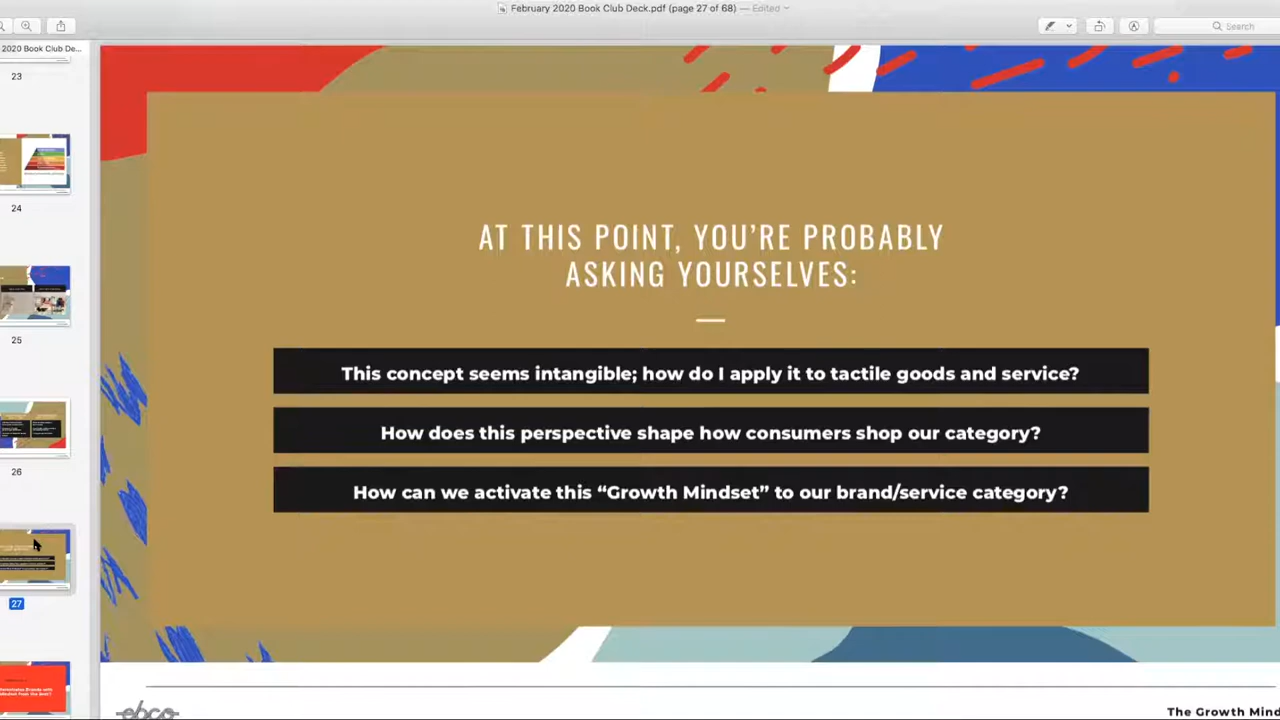 February 2020 Book Club Deck.pdf (page 27 of 68) — Edited
Search
2020 Book Club De...
23
24
25
26
27
AT THIS POINT, YOU'RE PROBABLY
ASKING YOURSELVES:
This concept seems intangible; how do I apply it to tactile goods and service?
How does this perspective shape how consumers shop our category?
How can we activate this “Growth Mindset” to our brand/service category?
ebco
The Growth Mind